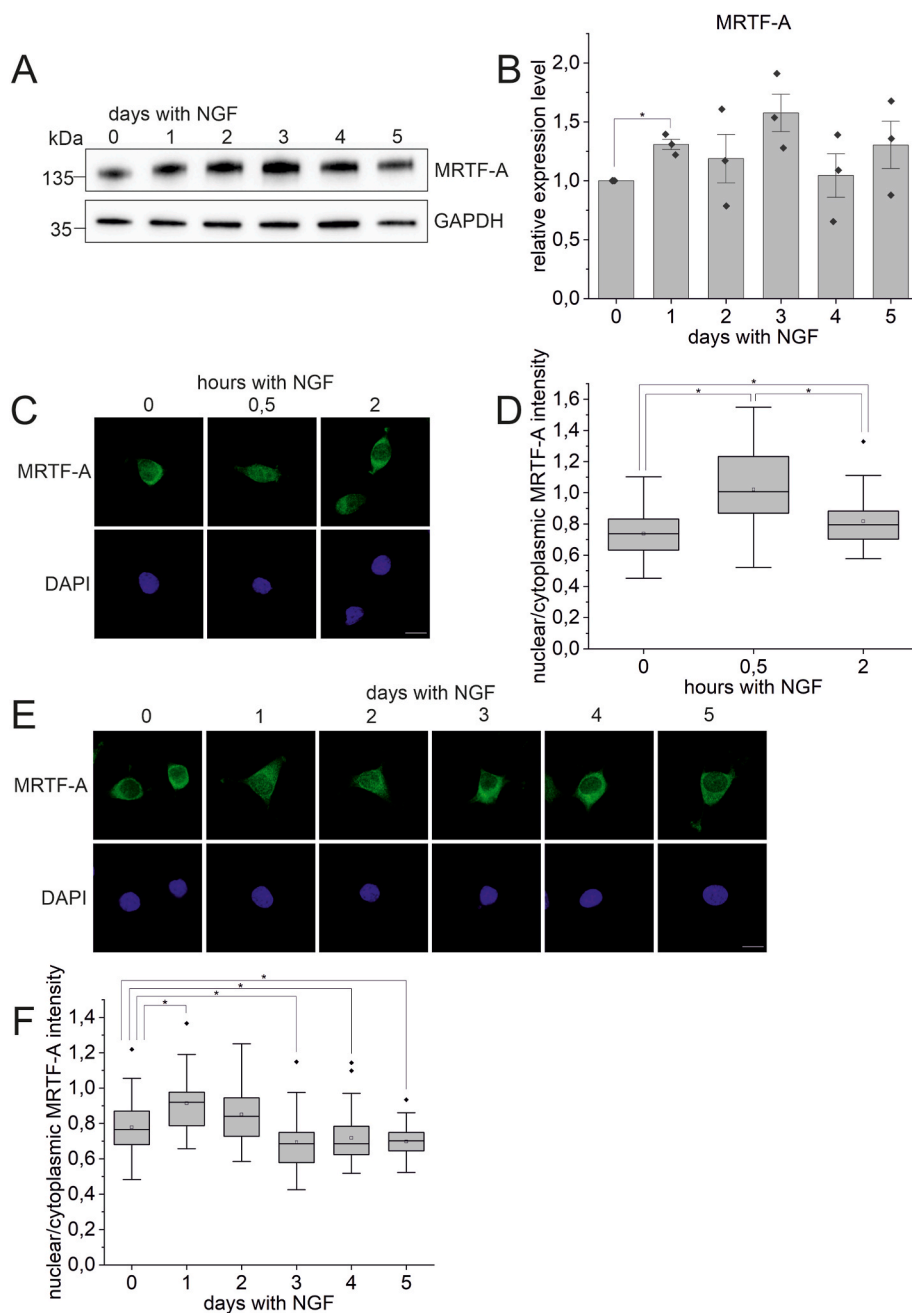 A
days with NGF
kDa
0 1 2 3 4 5
135
MRTF-A
35
GAPDH
B
MRTF-A
relative expression level
2,0
1,5
1,0
0,5
0,0
*
0 1 2 3 4 5
days with NGF
C
hours with NGF
0 0,5 2
MRTF-A
DAPI
D
nuclear/cytoplasmic MRTF-A intensity
1,6
1,4
1,2
1,0
0,8
0,6
0,4
0,2
0,0
*
* *
0 0,5 2
hours with NGF
E
days with NGF
0 1 2 3 4 5
MRTF-A
DAPI
F
nuclear/cytoplasmic MRTF-A intensity
1,4
1,2
1,0
0,8
0,6
0,4
0,2
0,0
*
*
*
*
0 1 2 3 4 5
days with NGF